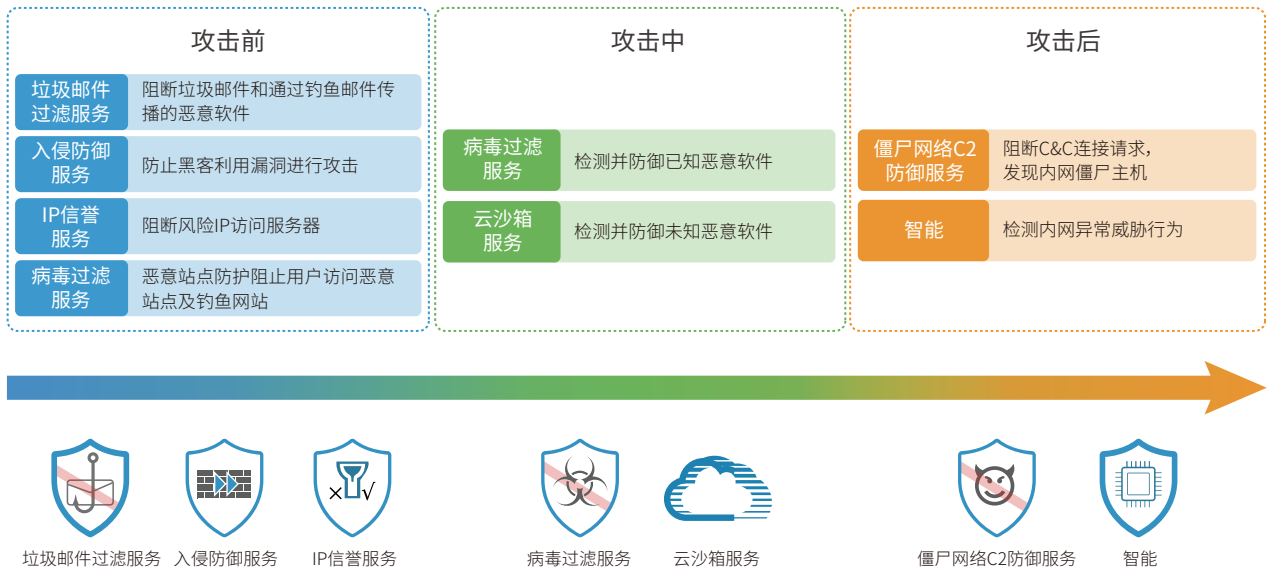 攻击前
垃圾邮件
过滤服务
阻断垃圾邮件和通过钓鱼邮件传
播的恶意软件
入侵防御
服务
防止黑客利用漏洞进行攻击
IP信誉
服务
阻断风险IP访问服务器
病毒过滤
服务
恶意站点防护阻止用户访问恶意
站点及钓鱼网站
攻击中
病毒过滤
服务
检测并防御已知恶意软件
云沙箱
服务
检测并防御未知恶意软件
攻击后
僵尸网络C2
防御服务
阻断C&C连接请求,
发现内网僵尸主机
智能
检测内网异常威胁行为
垃圾邮件过滤服务
入侵防御服务
IP信誉服务
病毒过滤服务
云沙箱服务
僵尸网络C2防御服务
智能